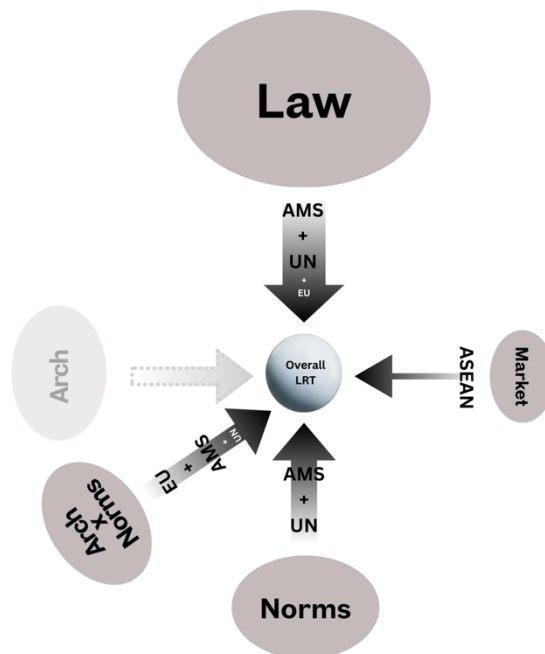 Law
AMS
+
UN
+
EU
Arch
Overall
LRT
ASEAN
Market
EU + AMS + UN
Arch
x
Norms
AMS
+
UN
Norms